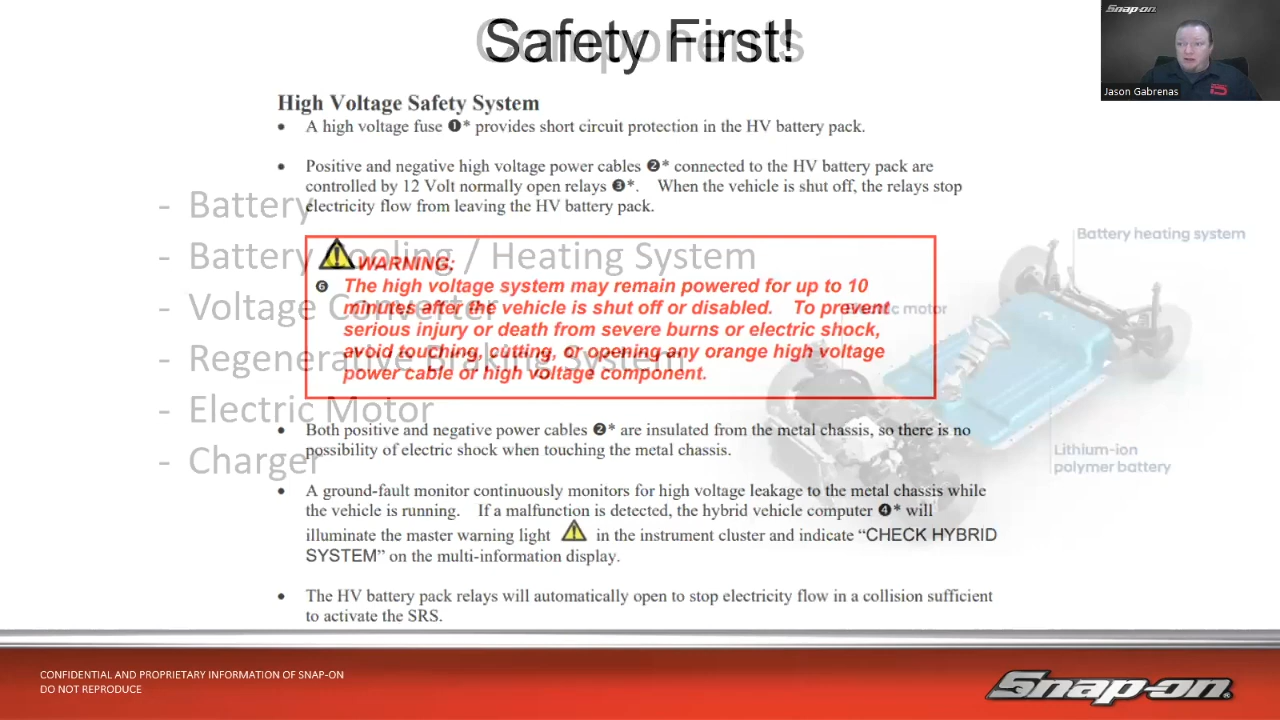 Safety First!
Components
Snap-on
Jason Gabrenas
High Voltage Safety System
• A high voltage fuse ❶* provides short circuit protection in the HV battery pack.
• Positive and negative high voltage power cables ❷* connected to the HV battery pack are
controlled by 12 Volt normally open relays ❸*. When the vehicle is shut off, the relays stop
electricity flow from leaving the HV battery pack.
WARNING:
❻ The high voltage system may remain powered for up to 10
minutes after the vehicle is shut off or disabled. To prevent
serious injury or death from severe burns or electric shock,
avoid touching, cutting, or opening any orange high voltage
power cable or high voltage component.
• Both positive and negative power cables ❷* are insulated from the metal chassis, so there is no
possibility of electric shock when touching the metal chassis.
• A ground-fault monitor continuously monitors for high voltage leakage to the metal chassis while
the vehicle is running. If a malfunction is detected, the hybrid vehicle computer ❹* will
illuminate the master warning light in the instrument cluster and indicate “CHECK HYBRID
SYSTEM” on the multi-information display.
• The HV battery pack relays will automatically open to stop electricity flow in a collision sufficient
to activate the SRS.
- Battery
- Battery Cooling / Heating System
- Voltage Converter
- Regenerative Braking System
- Electric Motor
- Charger
Battery heating system
Electric motor
Lithium-ion
polymer battery
CONFIDENTIAL AND PROPRIETARY INFORMATION OF SNAP-ON
DO NOT REPRODUCE
Snap-on